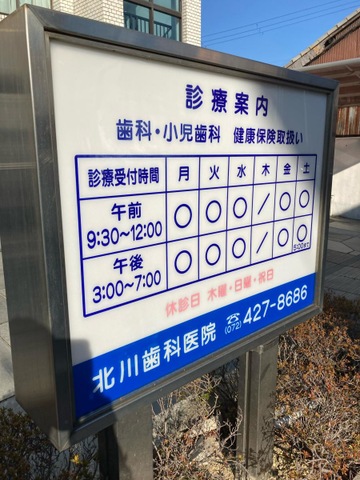 診療案内
歯科・小児歯科 健康保険取扱い
診療受付時間 月 火 水 木 金 土
午前 9:30~12:00 ○ ○ ○ / ○ ○
午後 3:00~7:00 ○ ○ ○ / ○ ○
休診日 木曜・日曜・祝日
北川歯科医院 ☎(072)427-8686